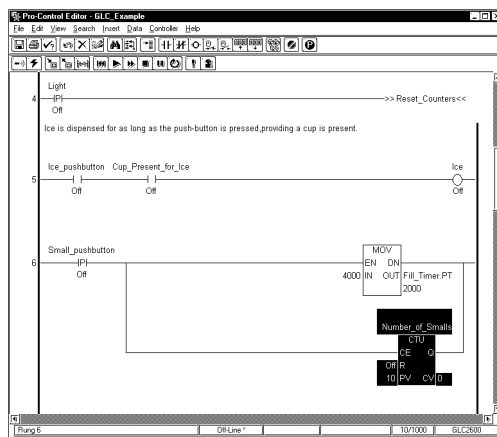 Pro-Control Editor - GLC_Example
File Edit View Search Insert Data Controller Help
Light
4 |P| >> Reset_Counters<<
Off
Ice is dispensed for as long as the push-button is pressed,providing a cup is present.
Ice_pushbutton Cup_Present_for_Ice Ice
5
Off Off Off
Small_pushbutton MOV
6 |P| EN DN
Off 4000 IN OUT Fill_Timer.PT
2000
Number_of_Smalls
CTU
CE Q
Off R
10 PV CV 0
Rung 6 Off-Line * 10/1000 GLC2600